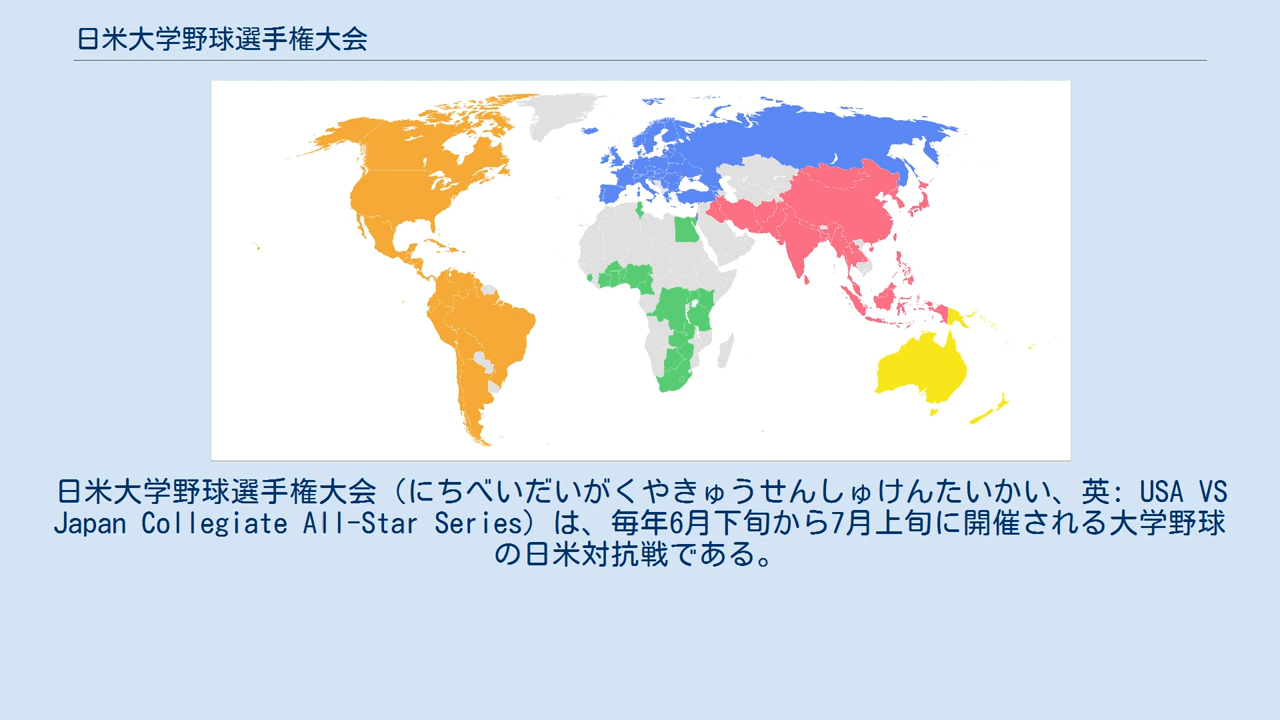 日米大学野球選手権大会
日米大学野球選手権大会（にちべいだいがくやきゅうせんしゅけんたいかい、英: USA VS
Japan Collegiate All-Star Series）は、毎年6月下旬から7月上旬に開催される大学野球
の日米対抗戦である。